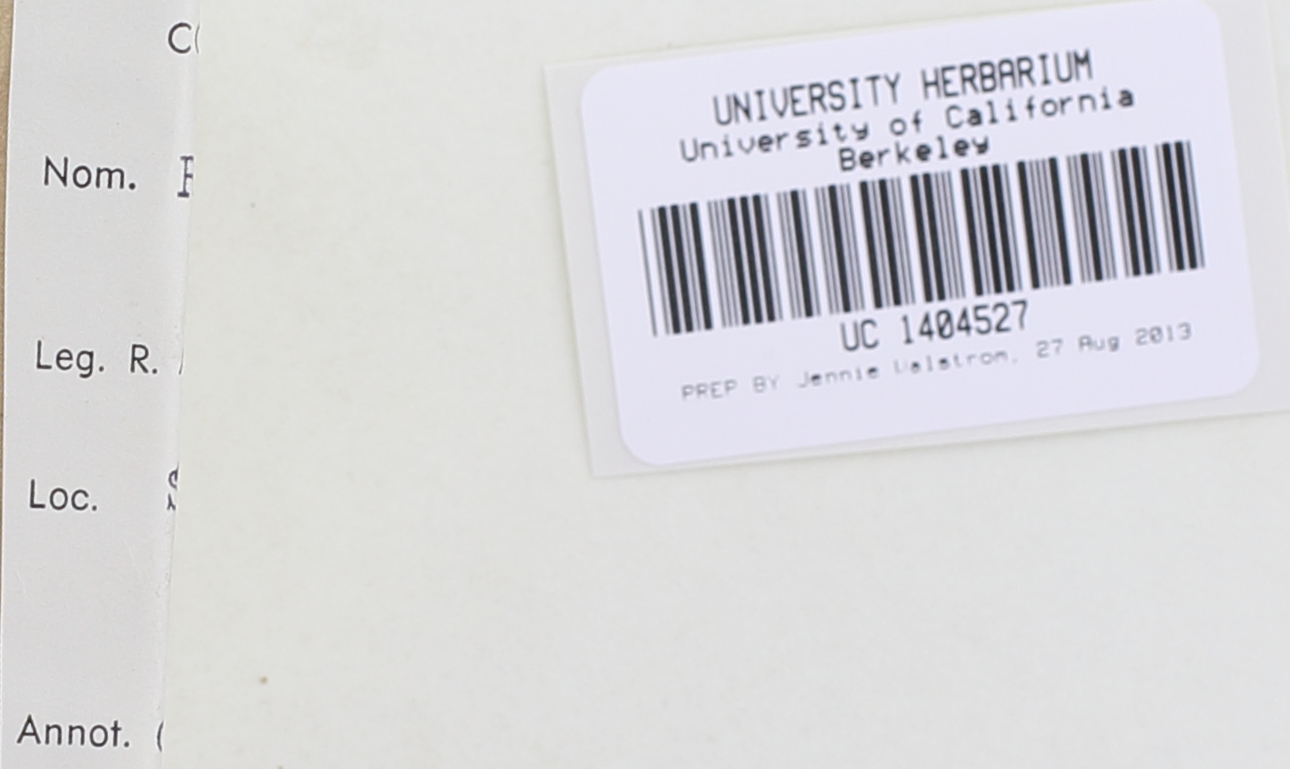 C
Nom.
Leg. R.
Loc. S
Annot. (
UNIVERSITY HERBARIUM
University of California
Berkeley
UC 1404527
PREP BY Jennie Walstrom, 27 Aug 2013